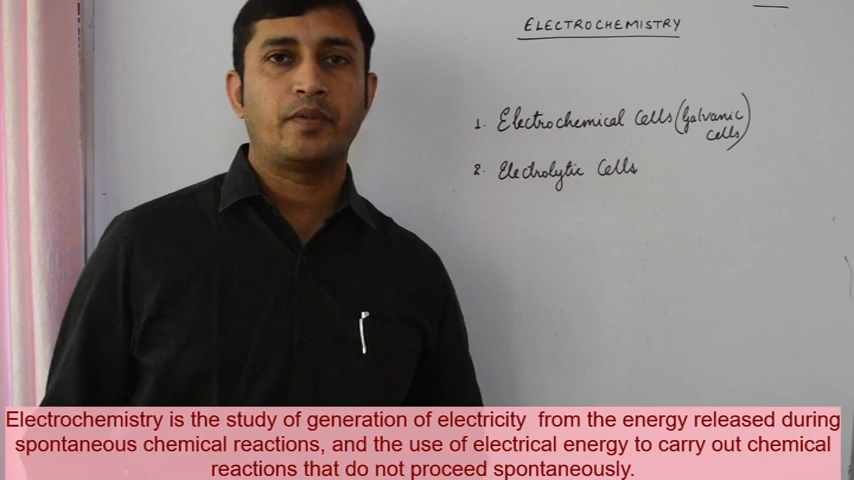 ELECTROCHEMISTRY
1. Electrochemical Cells (Galvanic
cells)
2. Electrolytic Cells
Electrochemistry is the study of generation of electricity from the energy released during
spontaneous chemical reactions, and the use of electrical energy to carry out chemical
reactions that do not proceed spontaneously.